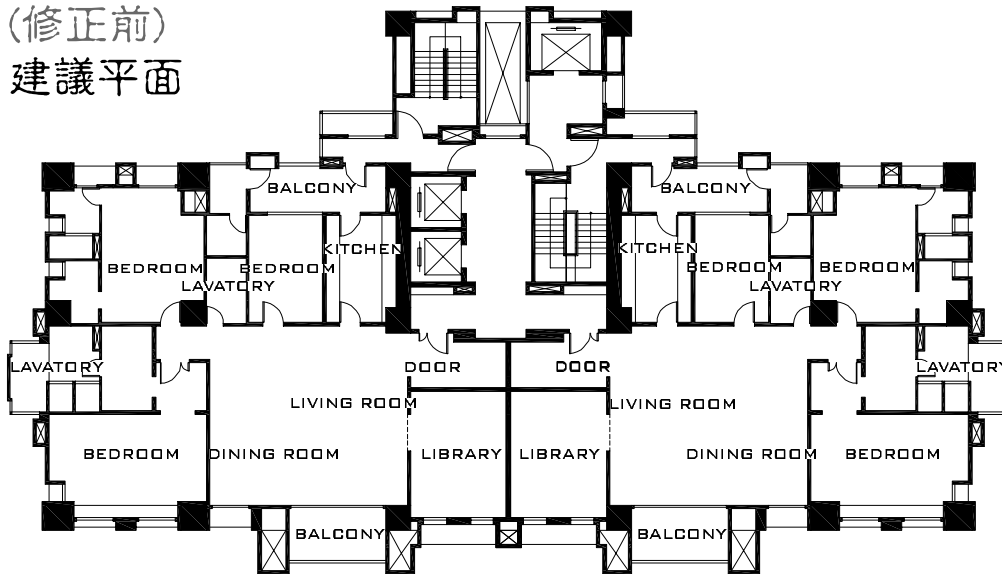 (修正前)
建議平面
BALCONY
BALCONY
KITCHEN
KITCHEN
BEDROOM
BEDROOM
BEDROOM
BEDROOM
LAVATORY
LAVATORY
LAVATORY
DOOR
DOOR
LAVATORY
LIVING ROOM
LIVING ROOM
BEDROOM
DINING ROOM
LIBRARY
LIBRARY
DINING ROOM
BEDROOM
BALCONY
BALCONY